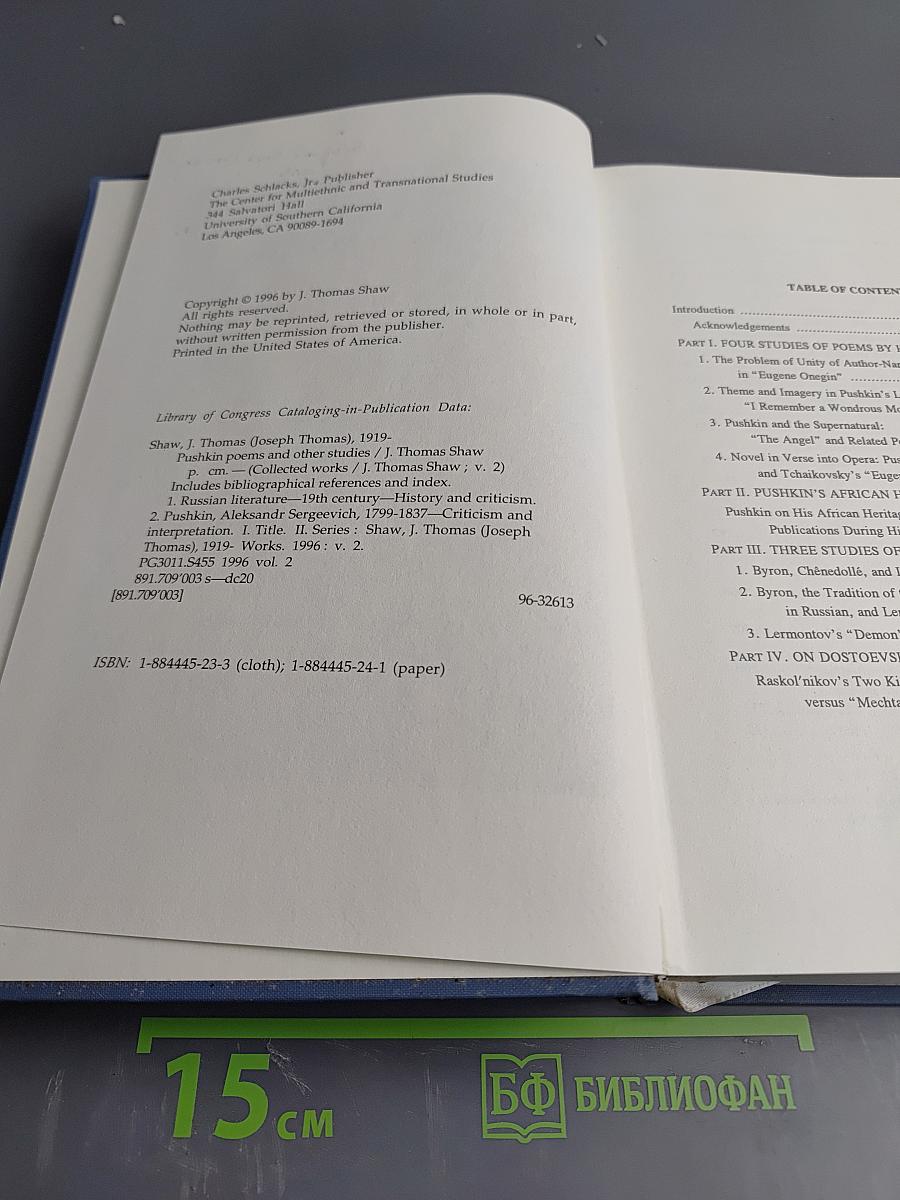 Charles Schlacks, Jr., Publisher
The Center for Multiethnic and Transnational Studies
344 Salvatori Hall
University of Southern California
Los Angeles, CA 90089-1694
Copyright © 1996 by J. Thomas Shaw
All rights reserved.
Nothing may be reprinted, retrieved or stored, in whole or in part,
without written permission from the publisher.
Printed in the United States of America.
Library of Congress Cataloging-in-Publication Data:
Shaw, J. Thomas (Joseph Thomas), 1919-
Pushkin poems and other studies / J. Thomas Shaw
p. cm. — (Collected works / J. Thomas Shaw ; v. 2)
Includes bibliographical references and index.
1. Russian literature—19th century—History and criticism.
2. Pushkin, Aleksandr Sergeevich, 1799-1837—Criticism and
interpretation. I. Title. II. Series : Shaw, J. Thomas (Joseph
Thomas), 1919- Works. 1996 : v. 2.
PG3011.S455 1996 vol. 2
891.709'003 s—dc20
[891.709'003] 96-32613
ISBN: 1-884445-23-3 (cloth); 1-884445-24-1 (paper)
TABLE OF CONTEN
Introduction
Acknowledgements
PART I. FOUR STUDIES OF POEMS BY
1. The Problem of Unity of Author-Nar
in "Eugene Onegin"
2. Theme and Imagery in Pushkin's L
"I Remember a Wondrous Mo
3. Pushkin and the Supernatural:
"The Angel" and Related P
4. Novel in Verse into Opera: Pus
and Tchaikovsky's "Euge
PART II. PUSHKIN'S AFRICAN H
Pushkin on His African Heritag
Publications During Hi
PART III. THREE STUDIES OF
1. Byron, Chênedollé, and
2. Byron, the Tradition of
in Russian, and Ler
3. Lermontov's "Demon"
PART IV. ON DOSTOEVS
Raskol'nikov's Two Ki
versus "Mechta
15 см
БФ БИБЛИОФАН